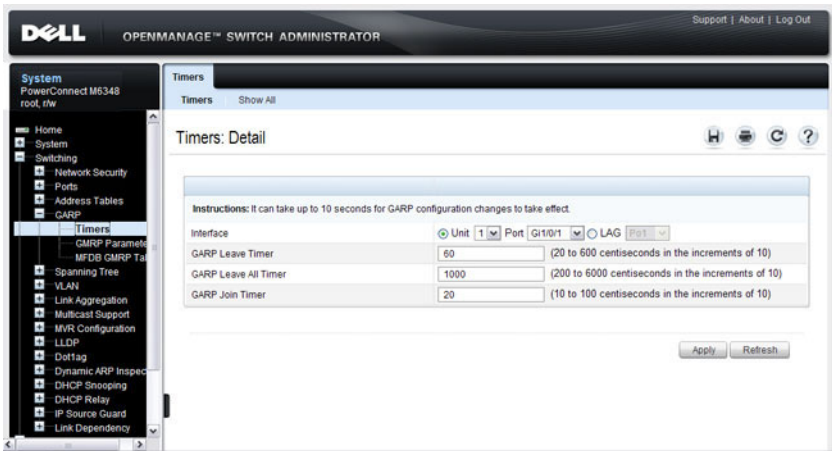 Support | About | Log Out
DELL OPENMANAGE™ SWITCH ADMINISTRATOR
System
PowerConnect M6348
root, r/w
Home
System
Switching
Network Security
Ports
Address Tables
GARP
Timers
GMRP Paramete
MFDB GMRP Tal
Spanning Tree
VLAN
Link Aggregation
Multicast Support
MVR Configuration
LLDP
Dot1ag
Dynamic ARP Inspec
DHCP Snooping
DHCP Relay
IP Source Guard
Link Dependency
Timers
Timers Show All
Timers: Detail
Instructions: It can take up to 10 seconds for GARP configuration changes to take effect.
Interface Unit 1 Port Gi1/0/1 LAG Po1
GARP Leave Timer 60 (20 to 600 centiseconds in the increments of 10)
GARP Leave All Timer 1000 (200 to 6000 centiseconds in the increments of 10)
GARP Join Timer 20 (10 to 100 centiseconds in the increments of 10)
Apply Refresh